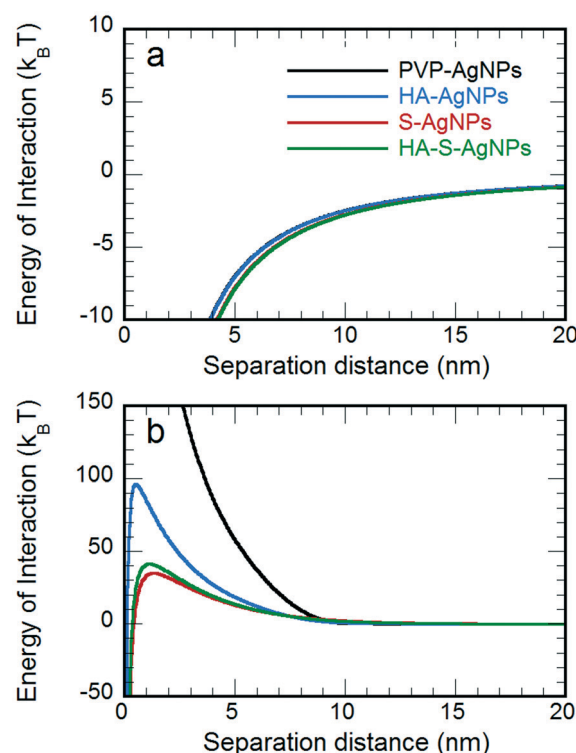 10
5
0
-5
-10
Energy of Interaction (kBT)
a
PVP-AgNPs
HA-AgNPs
S-AgNPs
HA-S-AgNPs
0 5 10 15 20
Separation distance (nm)
150
100
50
0
-50
Energy of Interaction (kBT)
b
0 5 10 15 20
Separation distance (nm)